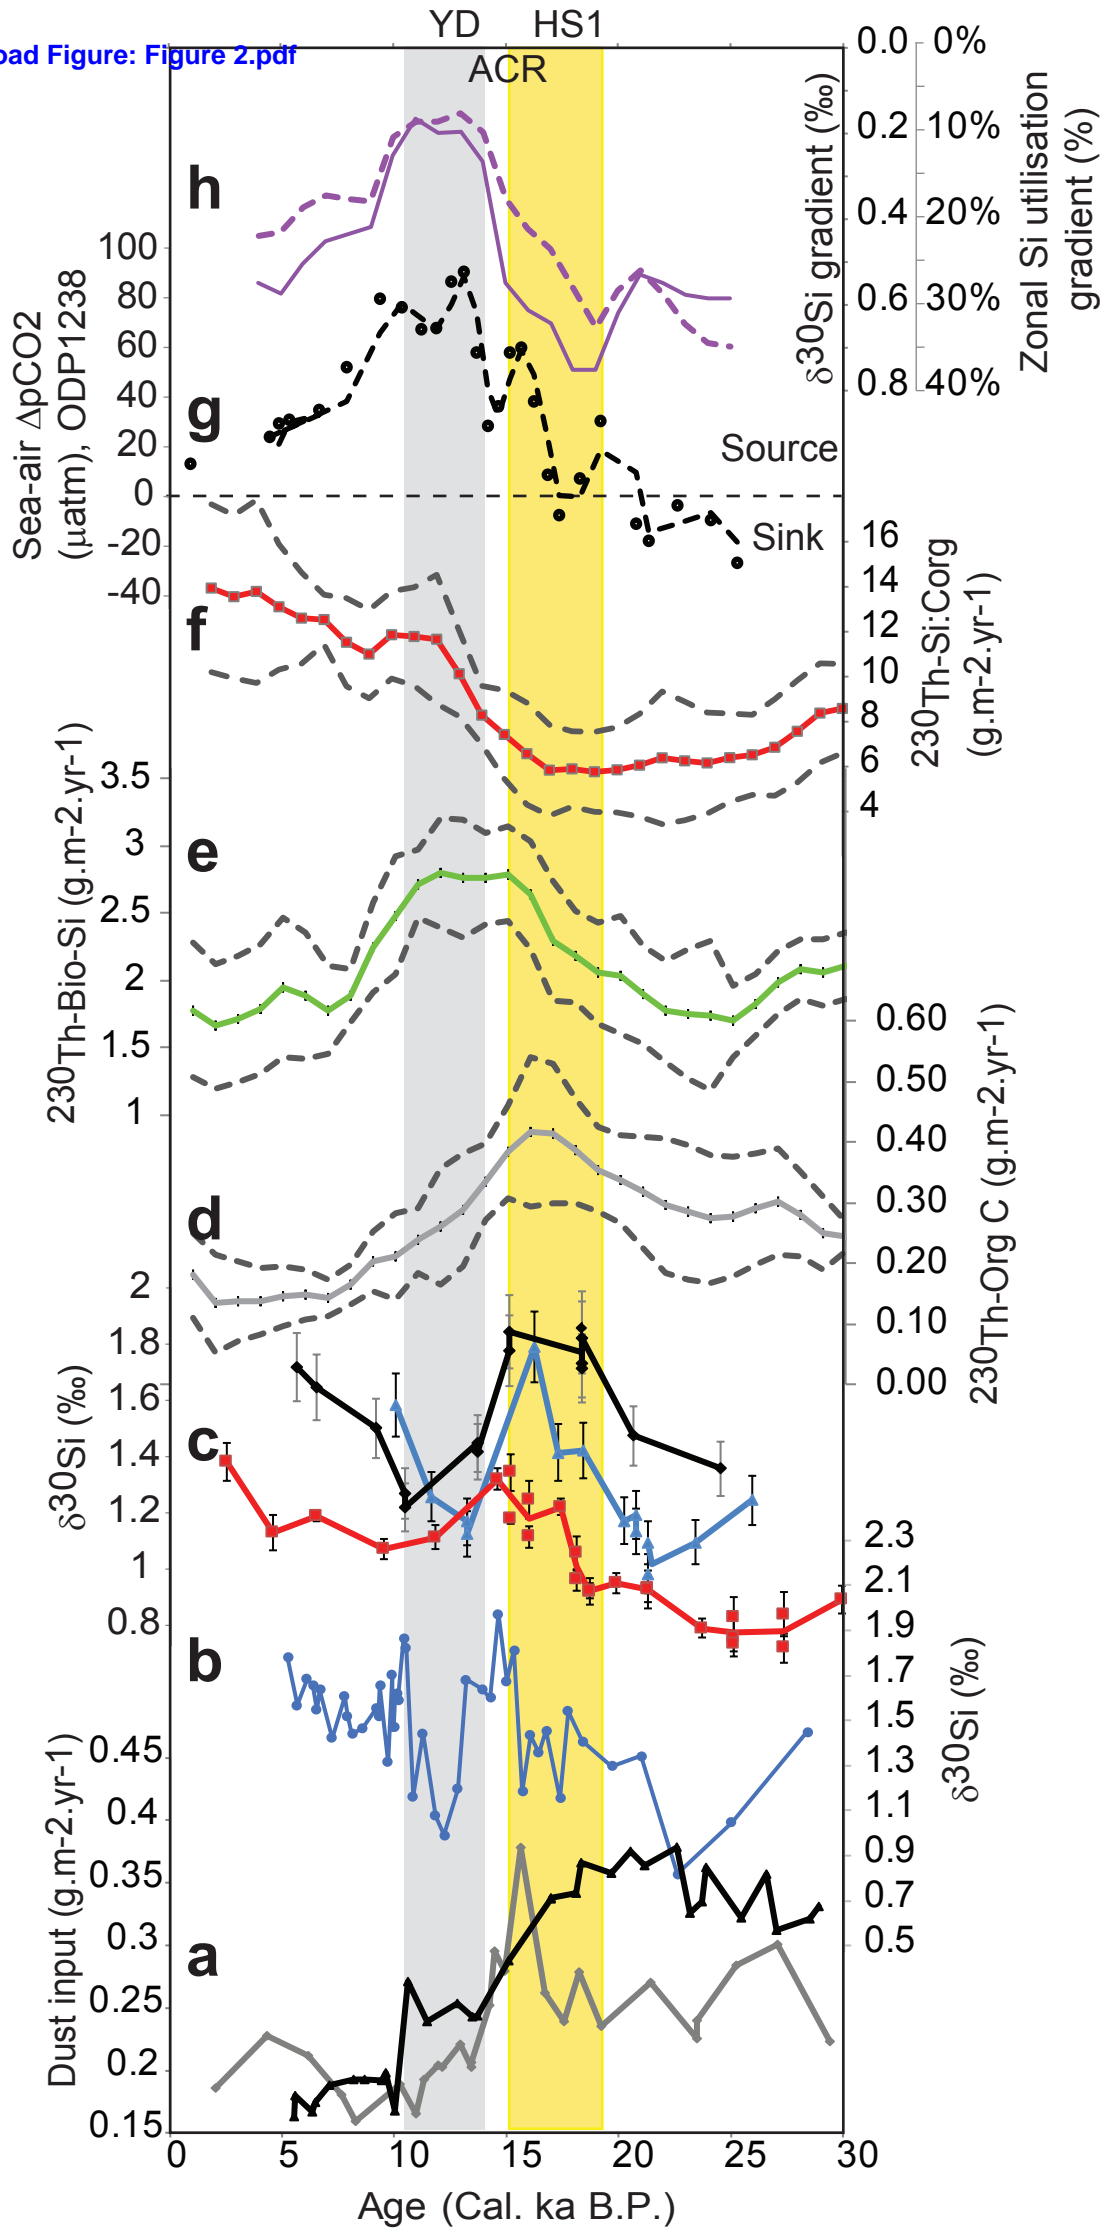 YD HS1
oad Figure: Figure 2.pdf
ACR
0.0
0.2
0.4
0.6
0.8
δ30Si gradient (‰)
0%
10%
20%
30%
40%
Zonal Si utilisation
gradient (%)
h
100
80
60
40
20
0
-20
-40
Sea-air ΔpCO2
(µatm), ODP1238
g
Source
Sink
16
14
12
10
8
6
4
230Th-Si:Corg
(g.m-2.yr-1)
f
3.5
3
2.5
2
1.5
1
230Th-Bio-Si (g.m-2.yr-1)
e
0.60
0.50
0.40
0.30
0.20
0.10
0.00
230Th-Org C (g.m-2.yr-1)
d
2
1.8
1.6
1.4
1.2
1
0.8
δ30Si (‰)
c
2.3
2.1
1.9
1.7
1.5
1.3
1.1
0.9
0.7
0.5
δ30Si (‰)
b
0.45
0.4
0.35
0.3
0.25
0.2
0.15
Dust input (g.m-2.yr-1)
a
0 5 10 15 20 25 30
Age (Cal. ka B.P.)